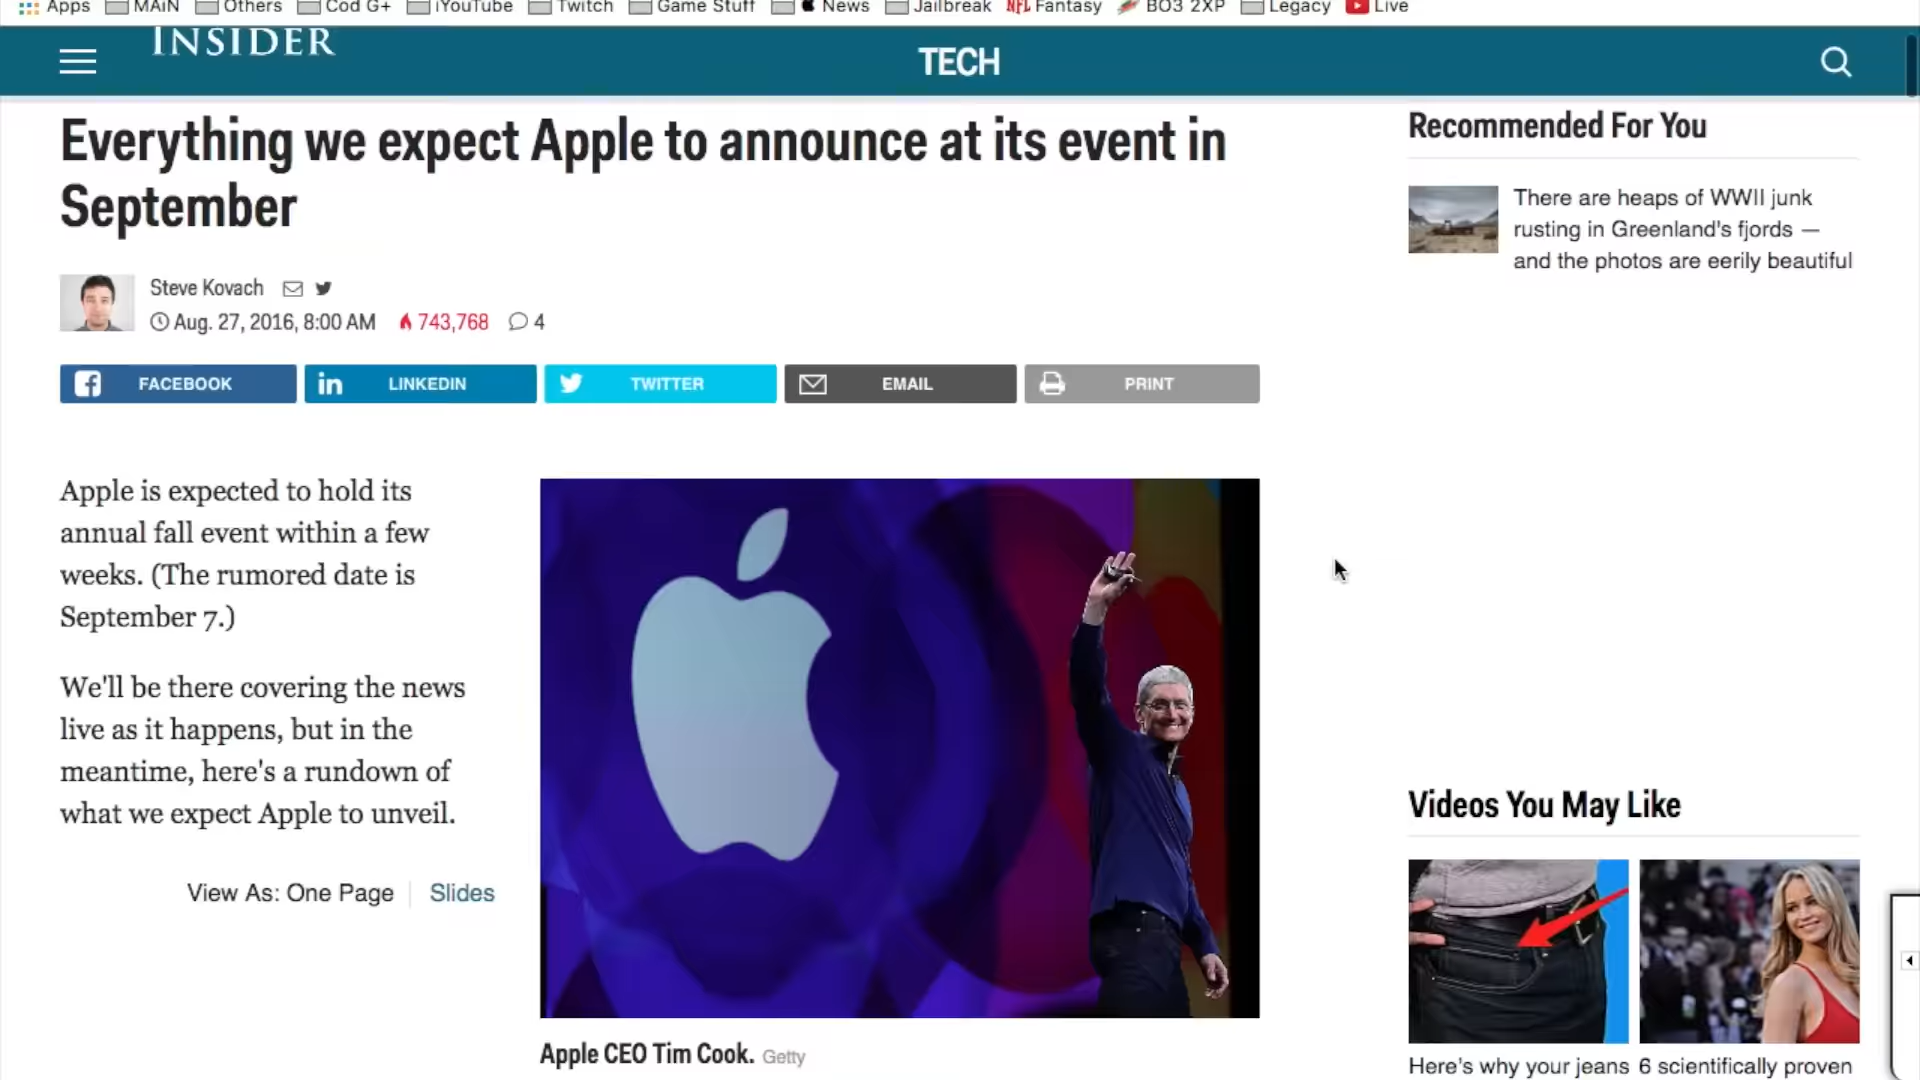 Apps MAiN Others Cod G+ iYouTube Twitch Game Stuff News Jailbreak NFL Fantasy BO3 2XP Legacy Live
INSIDER
TECH
Everything we expect Apple to announce at its event in
September
Steve Kovach
Aug. 27, 2016, 8:00 AM 743,768 4
FACEBOOK LINKEDIN TWITTER EMAIL PRINT
Apple is expected to hold its
annual fall event within a few
weeks. (The rumored date is
September 7.)
We'll be there covering the news
live as it happens, but in the
meantime, here's a rundown of
what we expect Apple to unveil.
View As: One Page Slides
Apple CEO Tim Cook. Getty
Recommended For You
There are heaps of WWII junk
rusting in Greenland's fjords —
and the photos are eerily beautiful
Videos You May Like
Here's why your jeans
6 scientifically proven